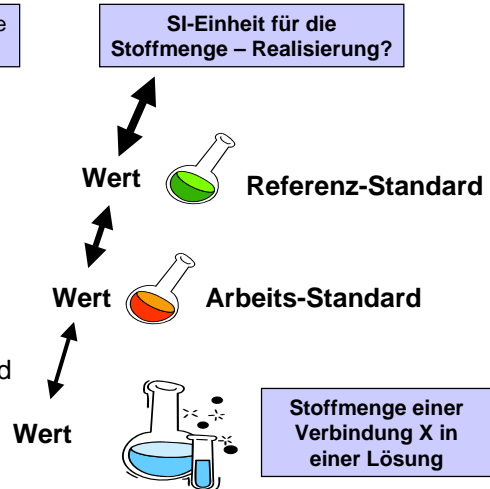 e
SI-Einheit für die
Stoffmenge – Realisierung?
Wert
Referenz-Standard
Wert
Arbeits-Standard
d
Wert
Stoffmenge einer
Verbindung X in
einer Lösung